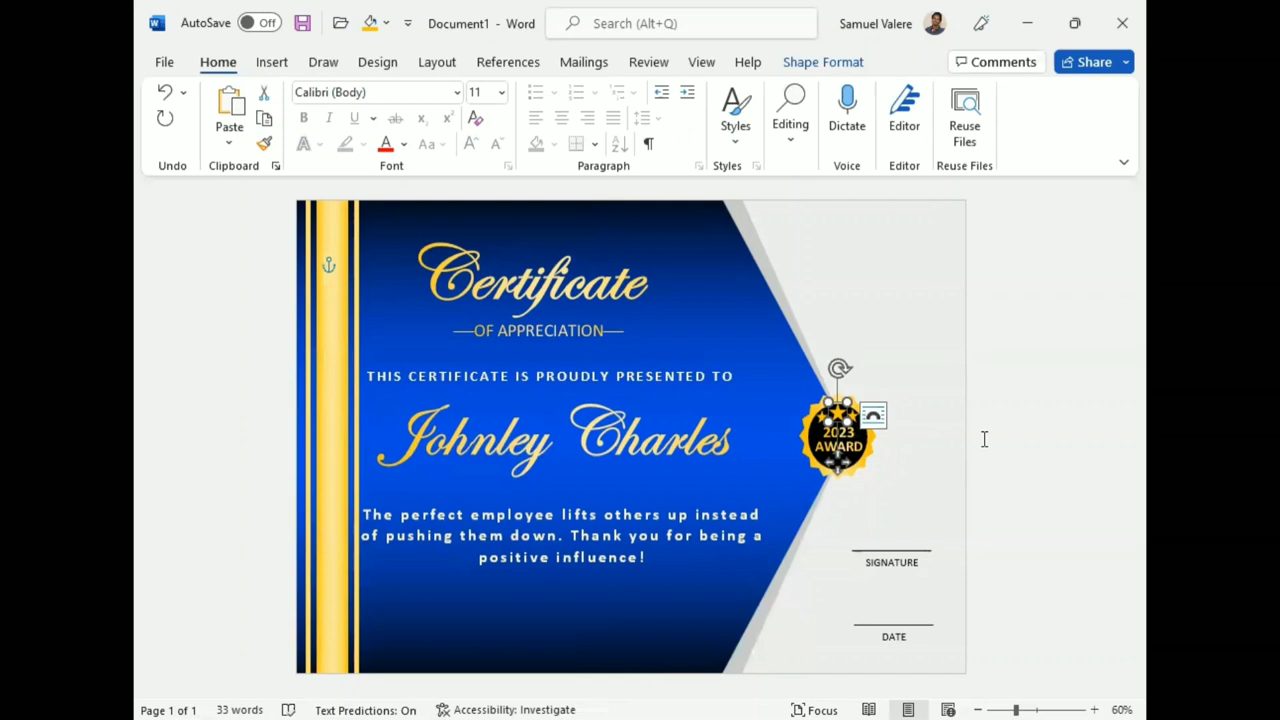 AutoSave Off Document1 - Word Search (Alt+Q) Samuel Valere
File Home Insert Draw Design Layout References Mailings Review View Help Shape Format Comments Share
Calibri (Body) 11
Paste Styles Editing Dictate Editor Reuse Files
Undo Clipboard Font Paragraph Styles Voice Editor Reuse Files
Certificate
—OF APPRECIATION—
THIS CERTIFICATE IS PROUDLY PRESENTED TO
Johnley Charles
2023
AWARD
The perfect employee lifts others up instead
of pushing them down. Thank you for being a
positive influence!
SIGNATURE
DATE
Page 1 of 1 33 words Text Predictions: On Accessibility: Investigate Focus 60%